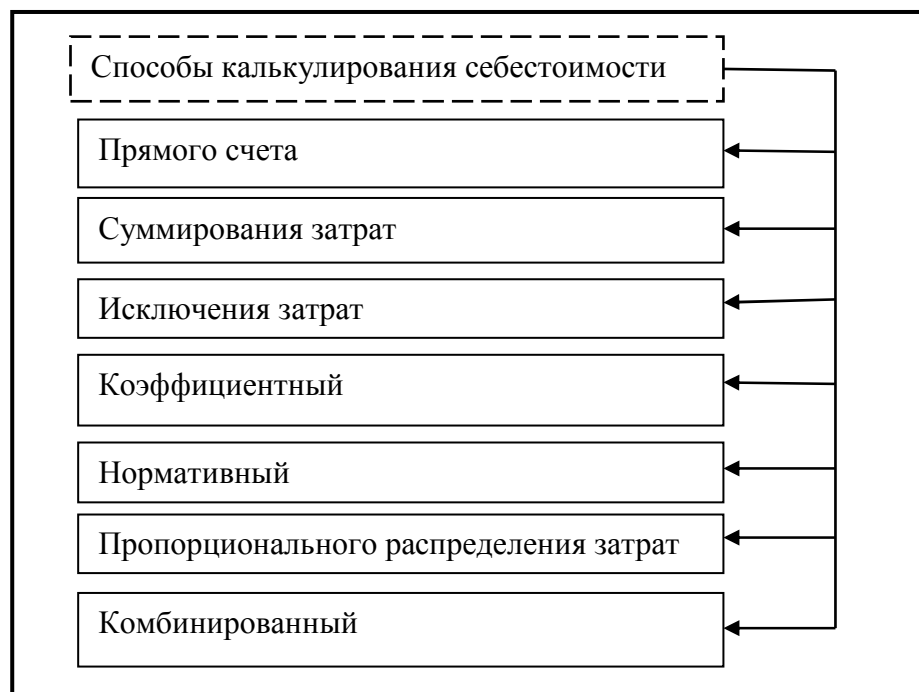 Способы калькулирования себестоимости
Прямого счета
Суммирования затрат
Исключения затрат
Коэффициентный
Нормативный
Пропорционального распределения затрат
Комбинированный